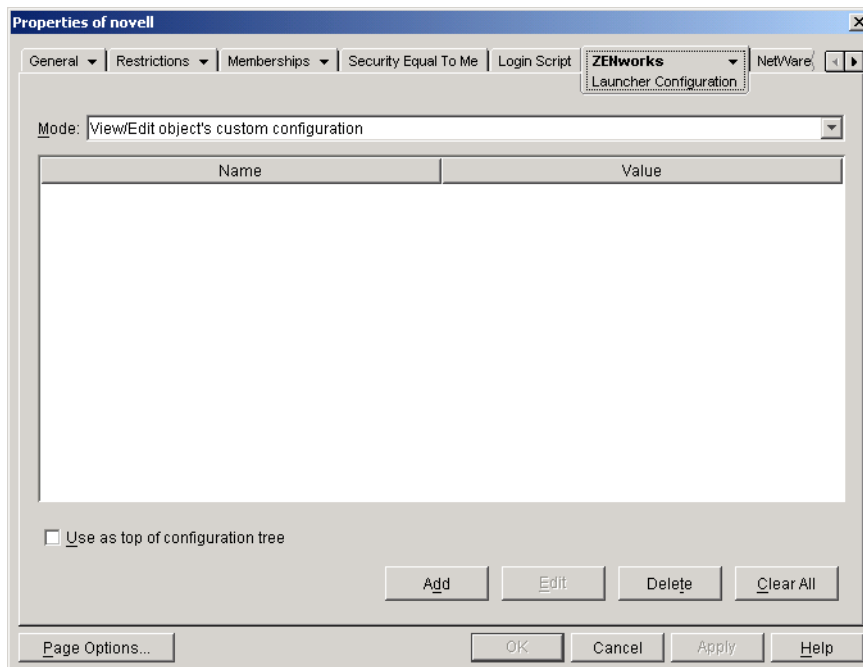 Properties of novell
General Restrictions Memberships Security Equal To Me Login Script ZENworks NetWare
Launcher Configuration
Mode: View/Edit object's custom configuration
Name Value
Use as top of configuration tree
Add Edit Delete Clear All
Page Options... OK Cancel Apply Help